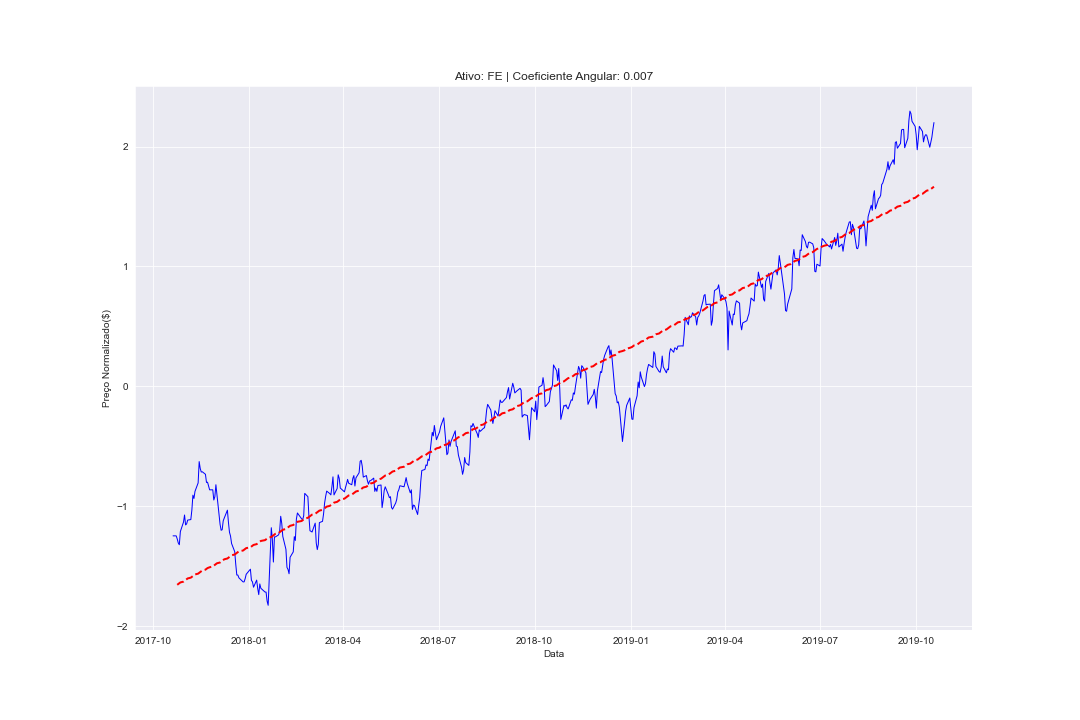 Ativo: FE | Coeficiente Angular: 0.007
Preço Normalizado($)
2
1
0
−1
−2
2017-10 2018-01 2018-04 2018-07 2018-10 2019-01 2019-04 2019-07 2019-10
Data